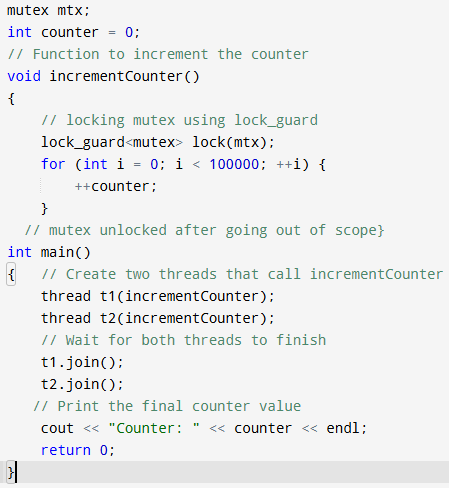 mutex mtx;
int counter = 0;
// Function to increment the counter
void incrementCounter()
{
    // locking mutex using lock_guard
    lock_guard<mutex> lock(mtx);
    for (int i = 0; i < 100000; ++i) {
        ++counter;
    }
  // mutex unlocked after going out of scope}
int main()
{   // Create two threads that call incrementCounter
    thread t1(incrementCounter);
    thread t2(incrementCounter);
    // Wait for both threads to finish
    t1.join();
    t2.join();
   // Print the final counter value
    cout << "Counter: " << counter << endl;
    return 0;
}